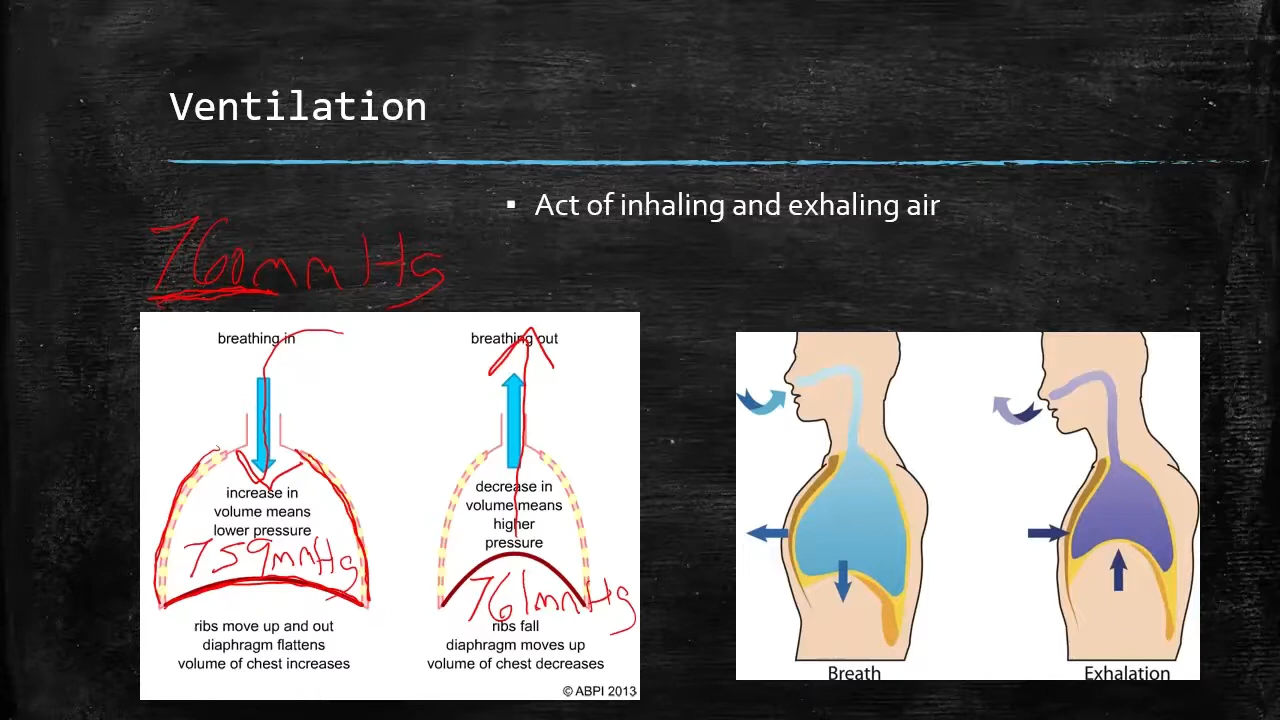 Ventilation
▪ Act of inhaling and exhaling air
760mmHg
breathing in
increase in
volume means
lower pressure
759mmHg
ribs move up and out
diaphragm flattens
volume of chest increases
breathing out
decrease in
volume means
higher
pressure
761mmHg
ribs fall
diaphragm moves up
volume of chest decreases
© ABPI 2013
Breath
Exhalation